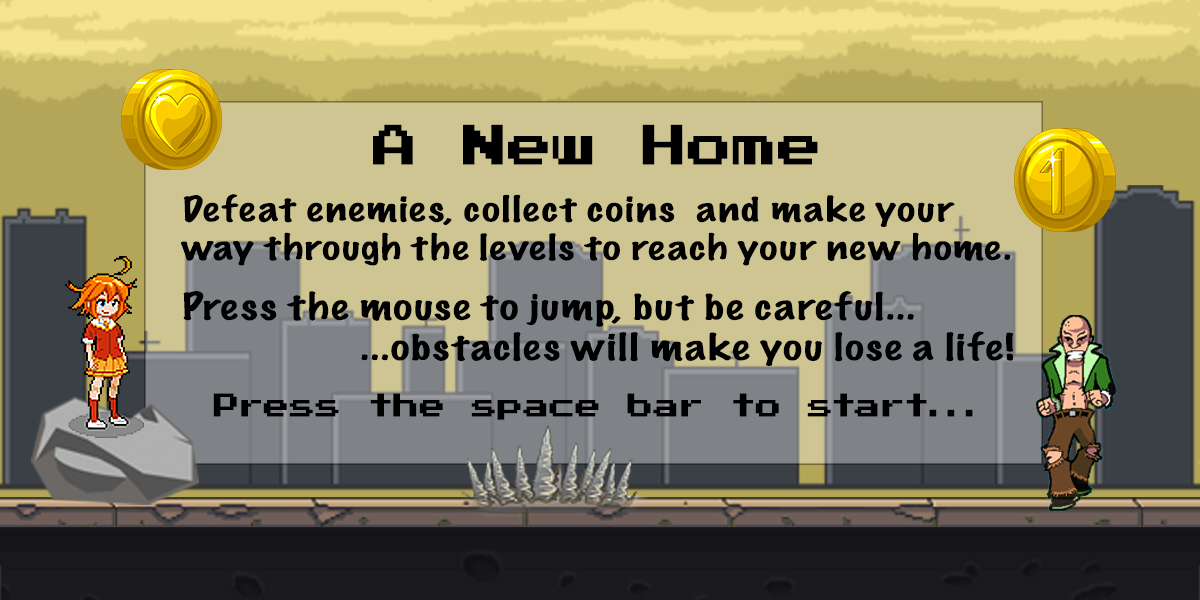 A New Home
Defeat enemies, collect coins and make your
way through the levels to reach your new home.
Press the mouse to jump, but be careful...
...obstacles will make you lose a life!
Press the space bar to start...
1